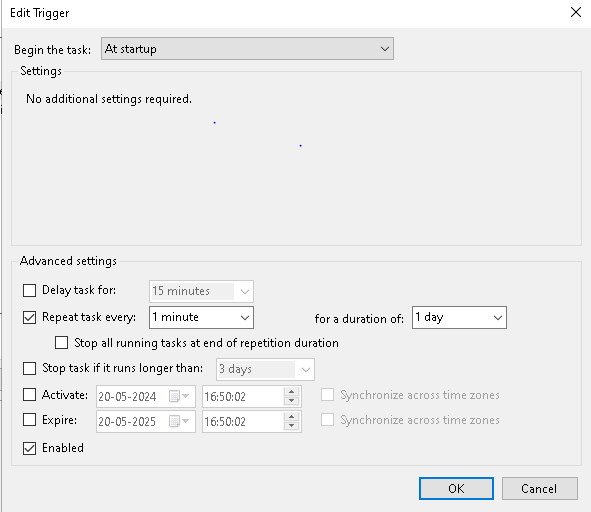 Edit Trigger
Begin the task: At startup
Settings
No additional settings required.
Advanced settings
Delay task for: 15 minutes
Repeat task every: 1 minute for a duration of: 1 day
Stop all running tasks at end of repetition duration
Stop task if it runs longer than: 3 days
Activate: 20-05-2024 16:50:02 Synchronize across time zones
Expire: 20-05-2025 16:50:02 Synchronize across time zones
Enabled
OK Cancel